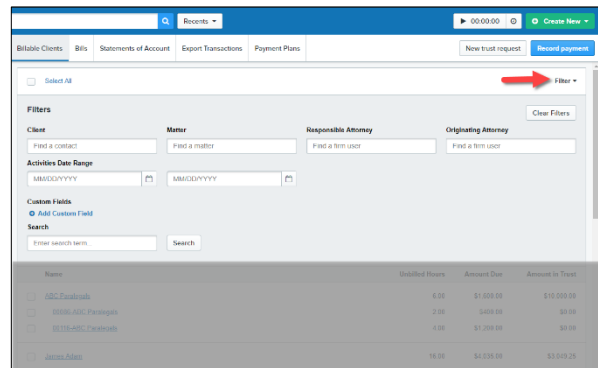 Recents
00:00:00
Create New
Billable Clients
Bills
Statements of Account
Export Transactions
Payment Plans
New trust request
Record payment
Select All
Filter
Filters
Clear Filters
Client
Matter
Responsible Attorney
Originating Attorney
Find a contact
Find a matter
Find a firm user
Find a firm user
Activities Date Range
MM/DD/YYYY
MM/DD/YYYY
Custom Fields
Add Custom Field
Search
Enter search term...
Search
Name
Unbilled Hours
Amount Due
Amount in Trust
ABC Paralegals
6.00
$1,600.00
$10,000.00
ABC Paralegals
2.00
$400.00
$0.00
ABC Paralegals
4.00
$1,200.00
$0.00
James Adam
16.00